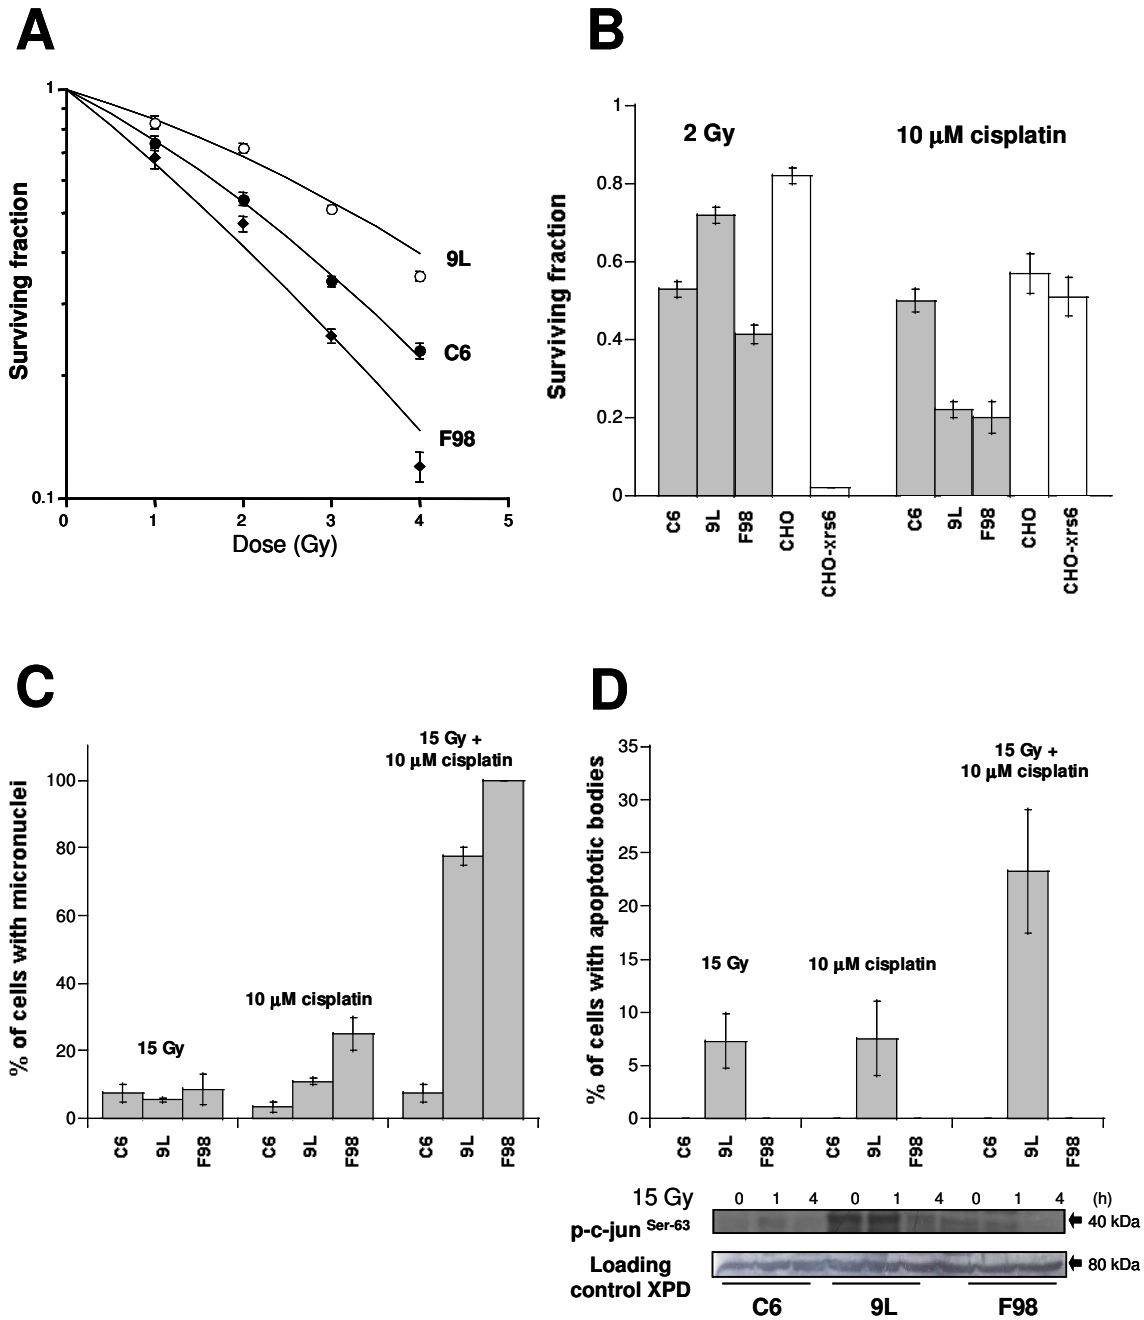 A
1
0.1
Surviving fraction
9L
C6
F98
0 1 2 3 4 5
Dose (Gy)
B
1
0.8
0.6
0.4
0.2
0
Surviving fraction
2 Gy
10 µM cisplatin
C6 9L F98 CHO CHO-xrs6 C6 9L F98 CHO CHO-xrs6
C
100
80
60
40
20
0
% of cells with micronuclei
15 Gy
10 µM cisplatin
15 Gy +
10 µM cisplatin
C6 9L F98 C6 9L F98 C6 9L F98
D
35
30
25
20
15
10
5
0
% of cells with apoptotic bodies
15 Gy
10 µM cisplatin
15 Gy +
10 µM cisplatin
C6 9L F98 C6 9L F98 C6 9L F98
15 Gy 0 1 4 0 1 4 0 1 4 (h)
p-c-jun Ser-63 40 kDa
Loading 80 kDa
control XPD
C6 9L F98